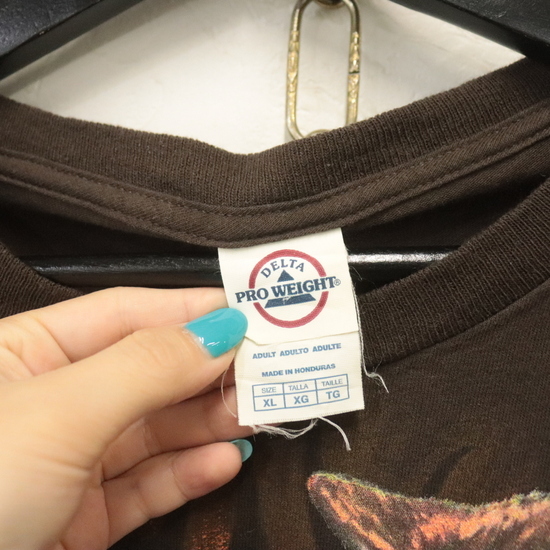 DELTA
PRO WEIGHT®
ADULT ADULTO ADULTE
MADE IN HONDURAS
SIZE TALLA TAILLE
XL XG TG